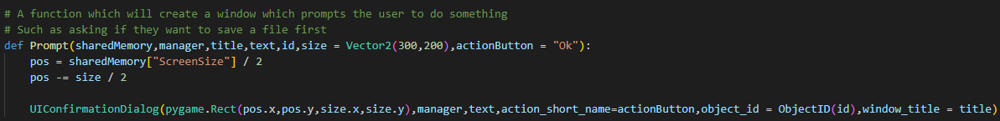 # A function which will create a window which prompts the user to do something
# Such as asking if they want to save a file first
def Prompt(sharedMemory,manager,title,text,id,size = Vector2(300,200),actionButton = "Ok"):
    pos = sharedMemory["ScreenSize"] / 2
    pos -= size / 2

    UIConfirmationDialog(pygame.Rect(pos.x,pos.y,size.x,size.y),manager,text,action_short_name=actionButton,object_id = ObjectID(id),window_title = title)